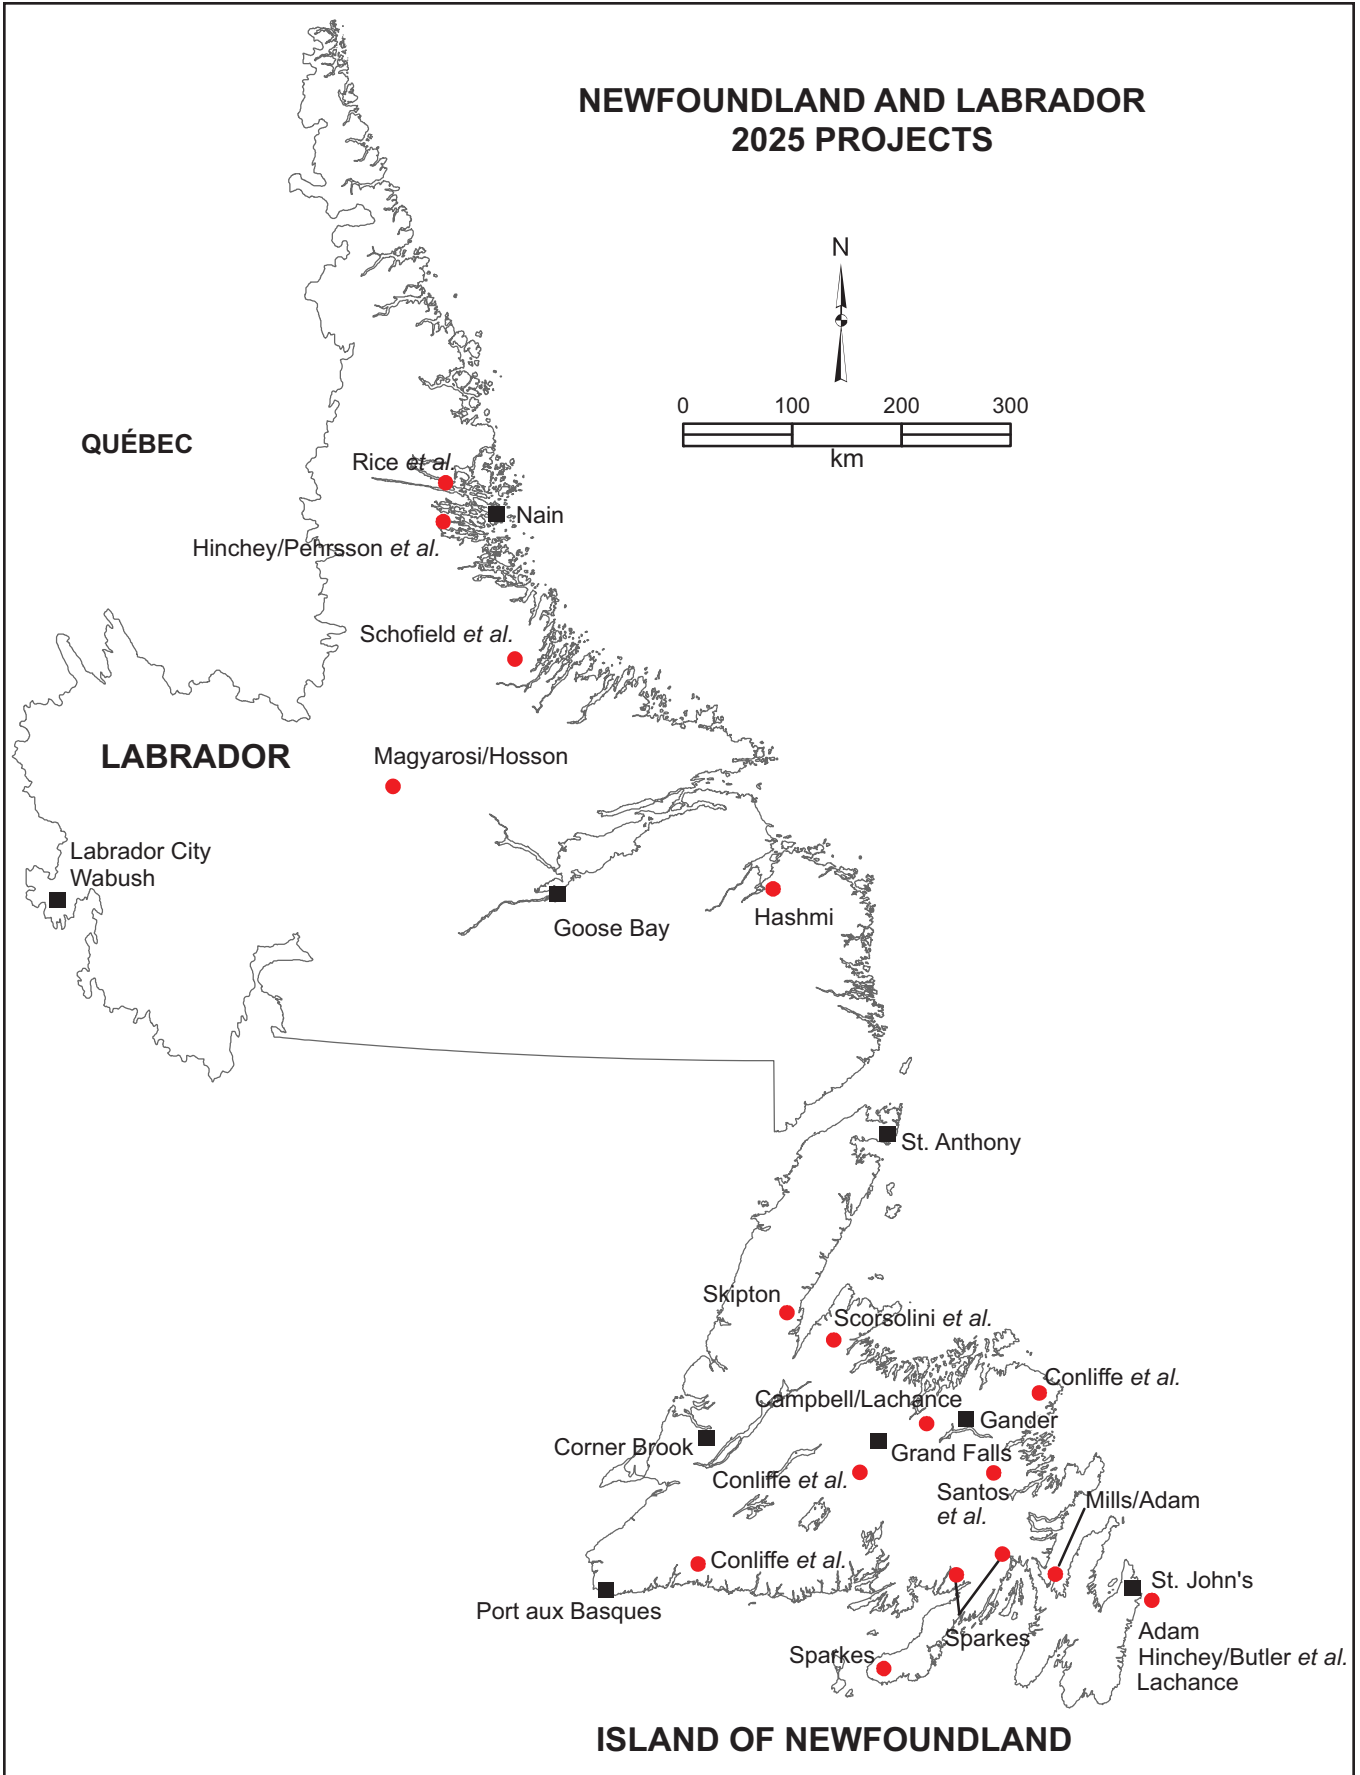 NEWFOUNDLAND AND LABRADOR
2025 PROJECTS
N
0 100 200 300
km
QUÉBEC
Rice et al.
Nain
Hinchey/Pehrsson et al.
Schofield et al.
LABRADOR
Magyarosi/Hosson
Labrador City
Wabush
Goose Bay
Hashmi
St. Anthony
Skipton
Scorsolini et al.
Conliffe et al.
Campbell/Lachance
Gander
Corner Brook
Grand Falls
Conliffe et al.
Santos
et al.
Mills/Adam
Conliffe et al.
St. John's
Port aux Basques
Sparkes
Sparkes
Adam
Hinchey/Butler et al.
Lachance
ISLAND OF NEWFOUNDLAND